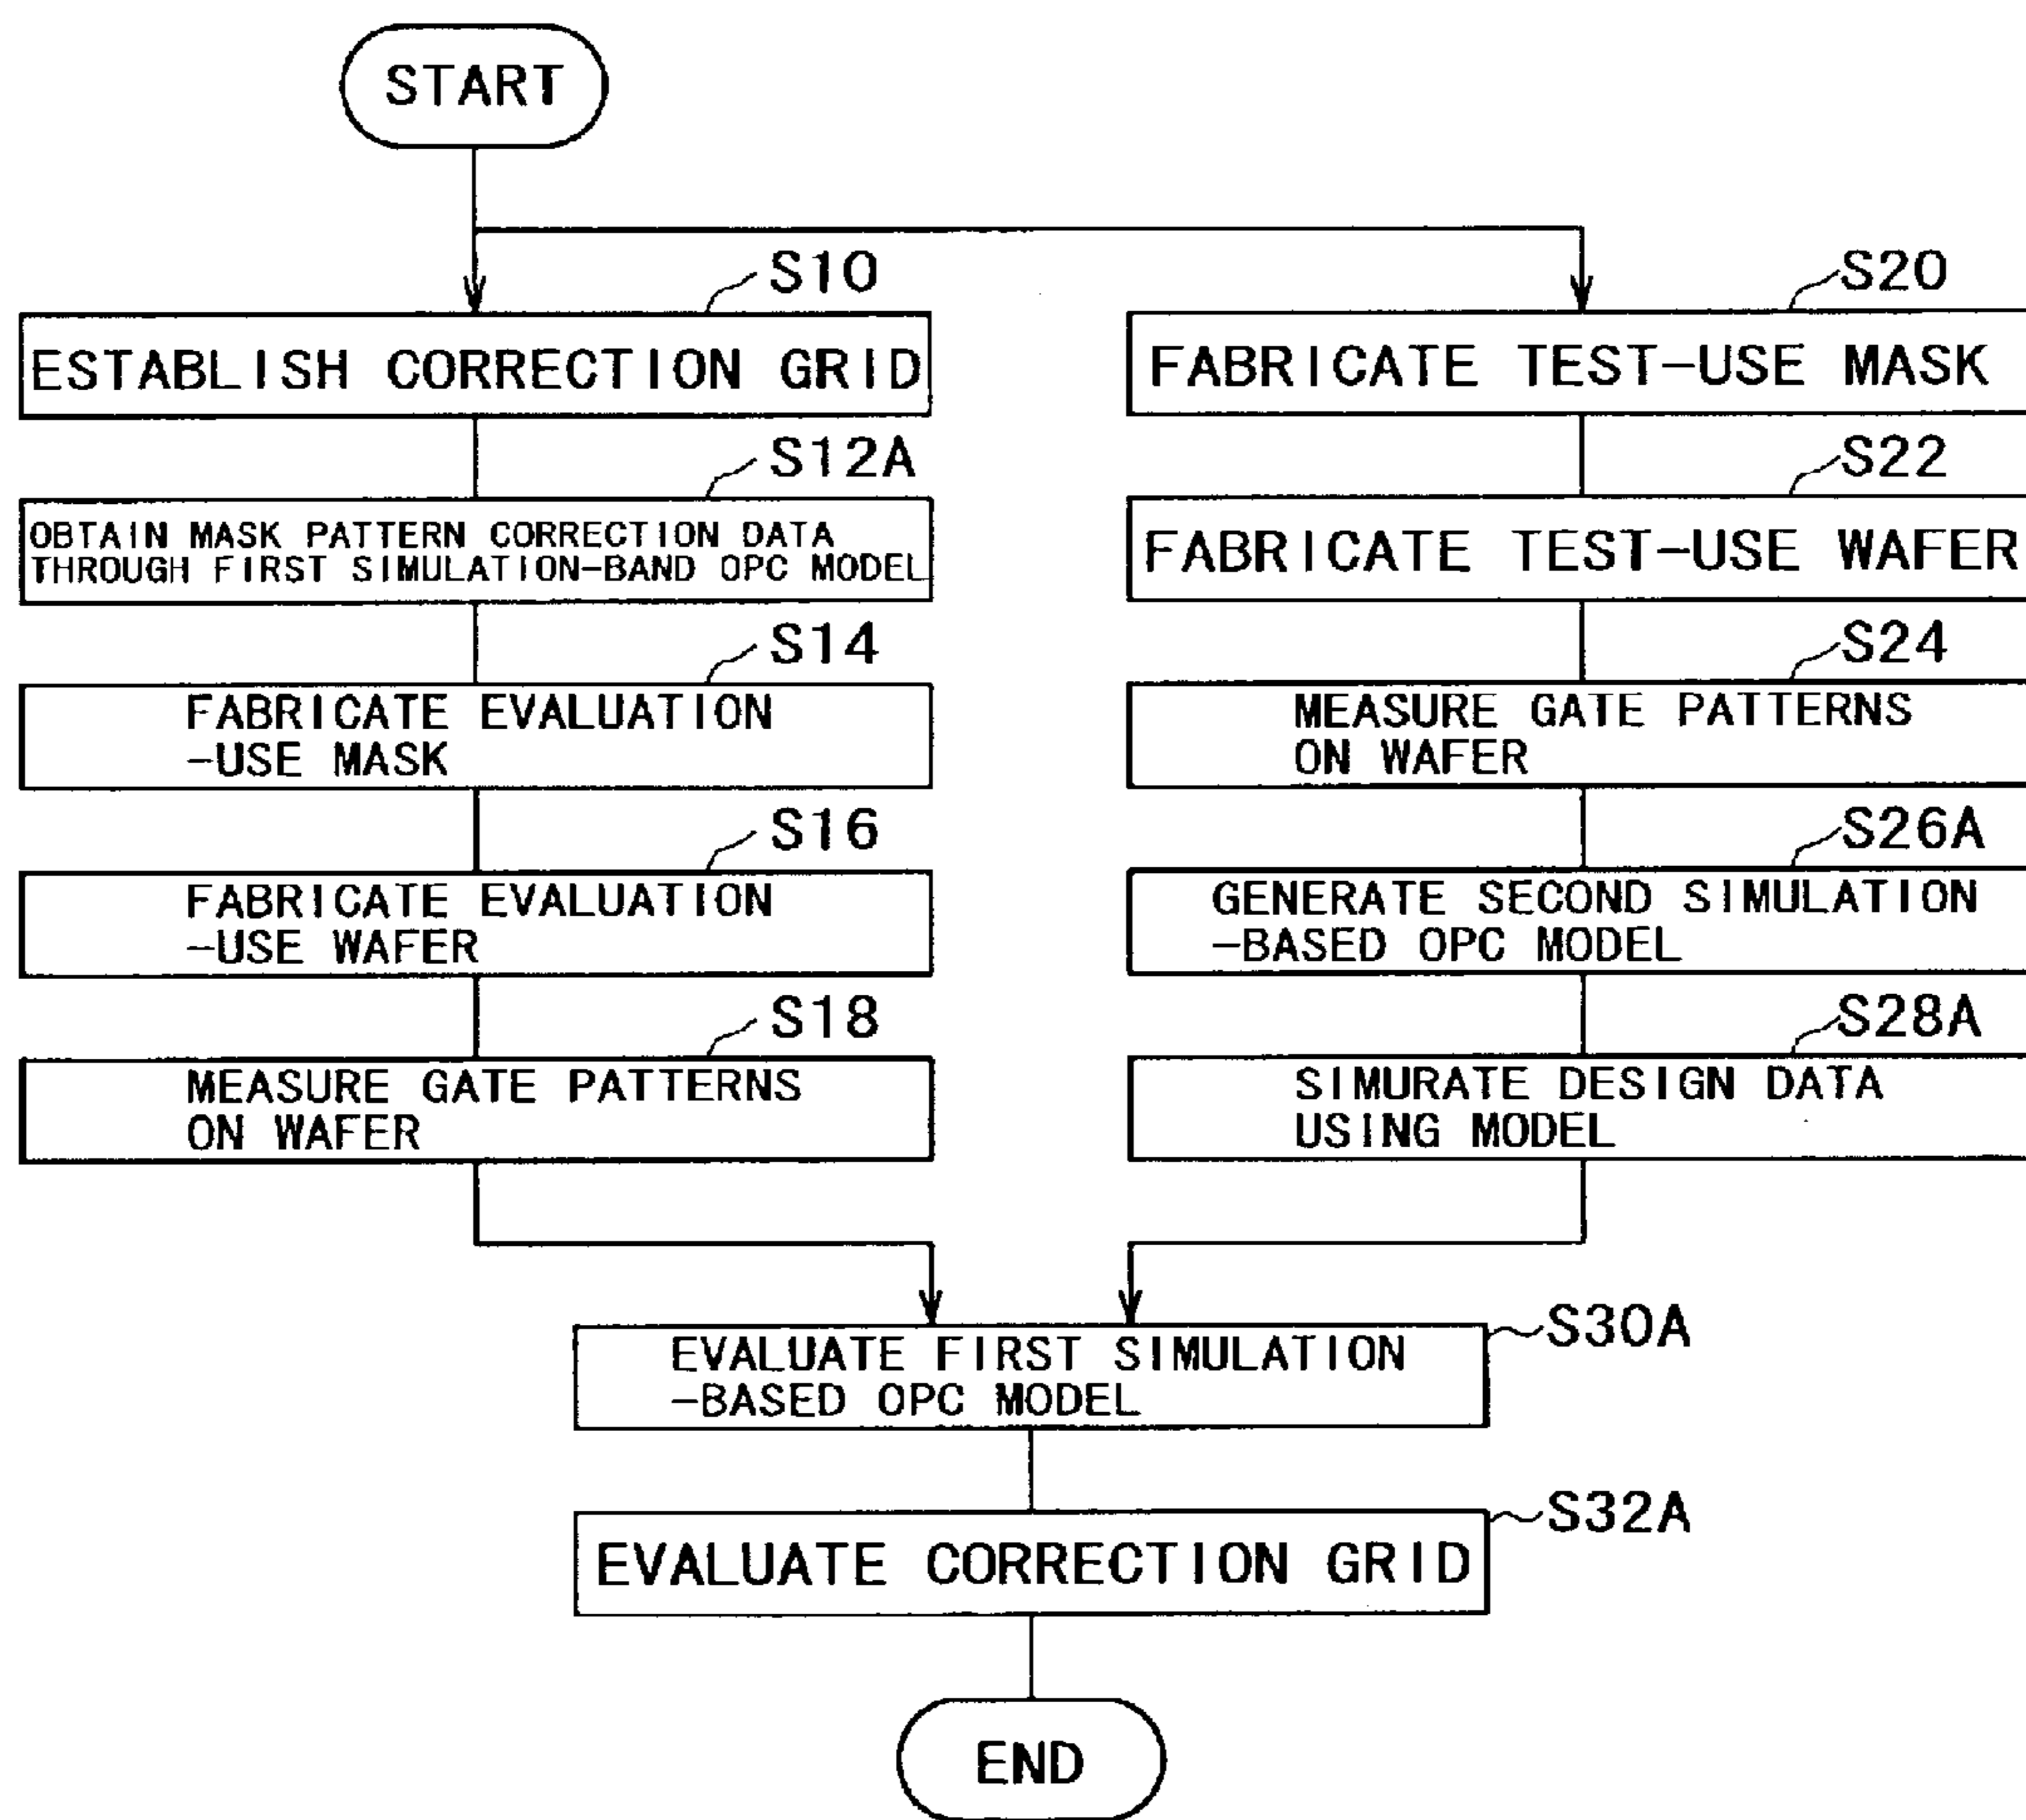 START
S10
ESTABLISH CORRECTION GRID
S12A
OBTAIN MASK PATTERN CORRECTION DATA
THROUGH FIRST SIMULATION-BAND OPC MODEL
S14
FABRICATE EVALUATION
-USE MASK
S16
FABRICATE EVALUATION
-USE WAFER
S18
MEASURE GATE PATTERNS
ON WAFER
S20
FABRICATE TEST-USE MASK
S22
FABRICATE TEST-USE WAFER
S24
MEASURE GATE PATTERNS
ON WAFER
S26A
GENERATE SECOND SIMULATION
-BASED OPC MODEL
S28A
SIMURATE DESIGN DATA
USING MODEL
S30A
EVALUATE FIRST SIMULATION
-BASED OPC MODEL
S32A
EVALUATE CORRECTION GRID
END